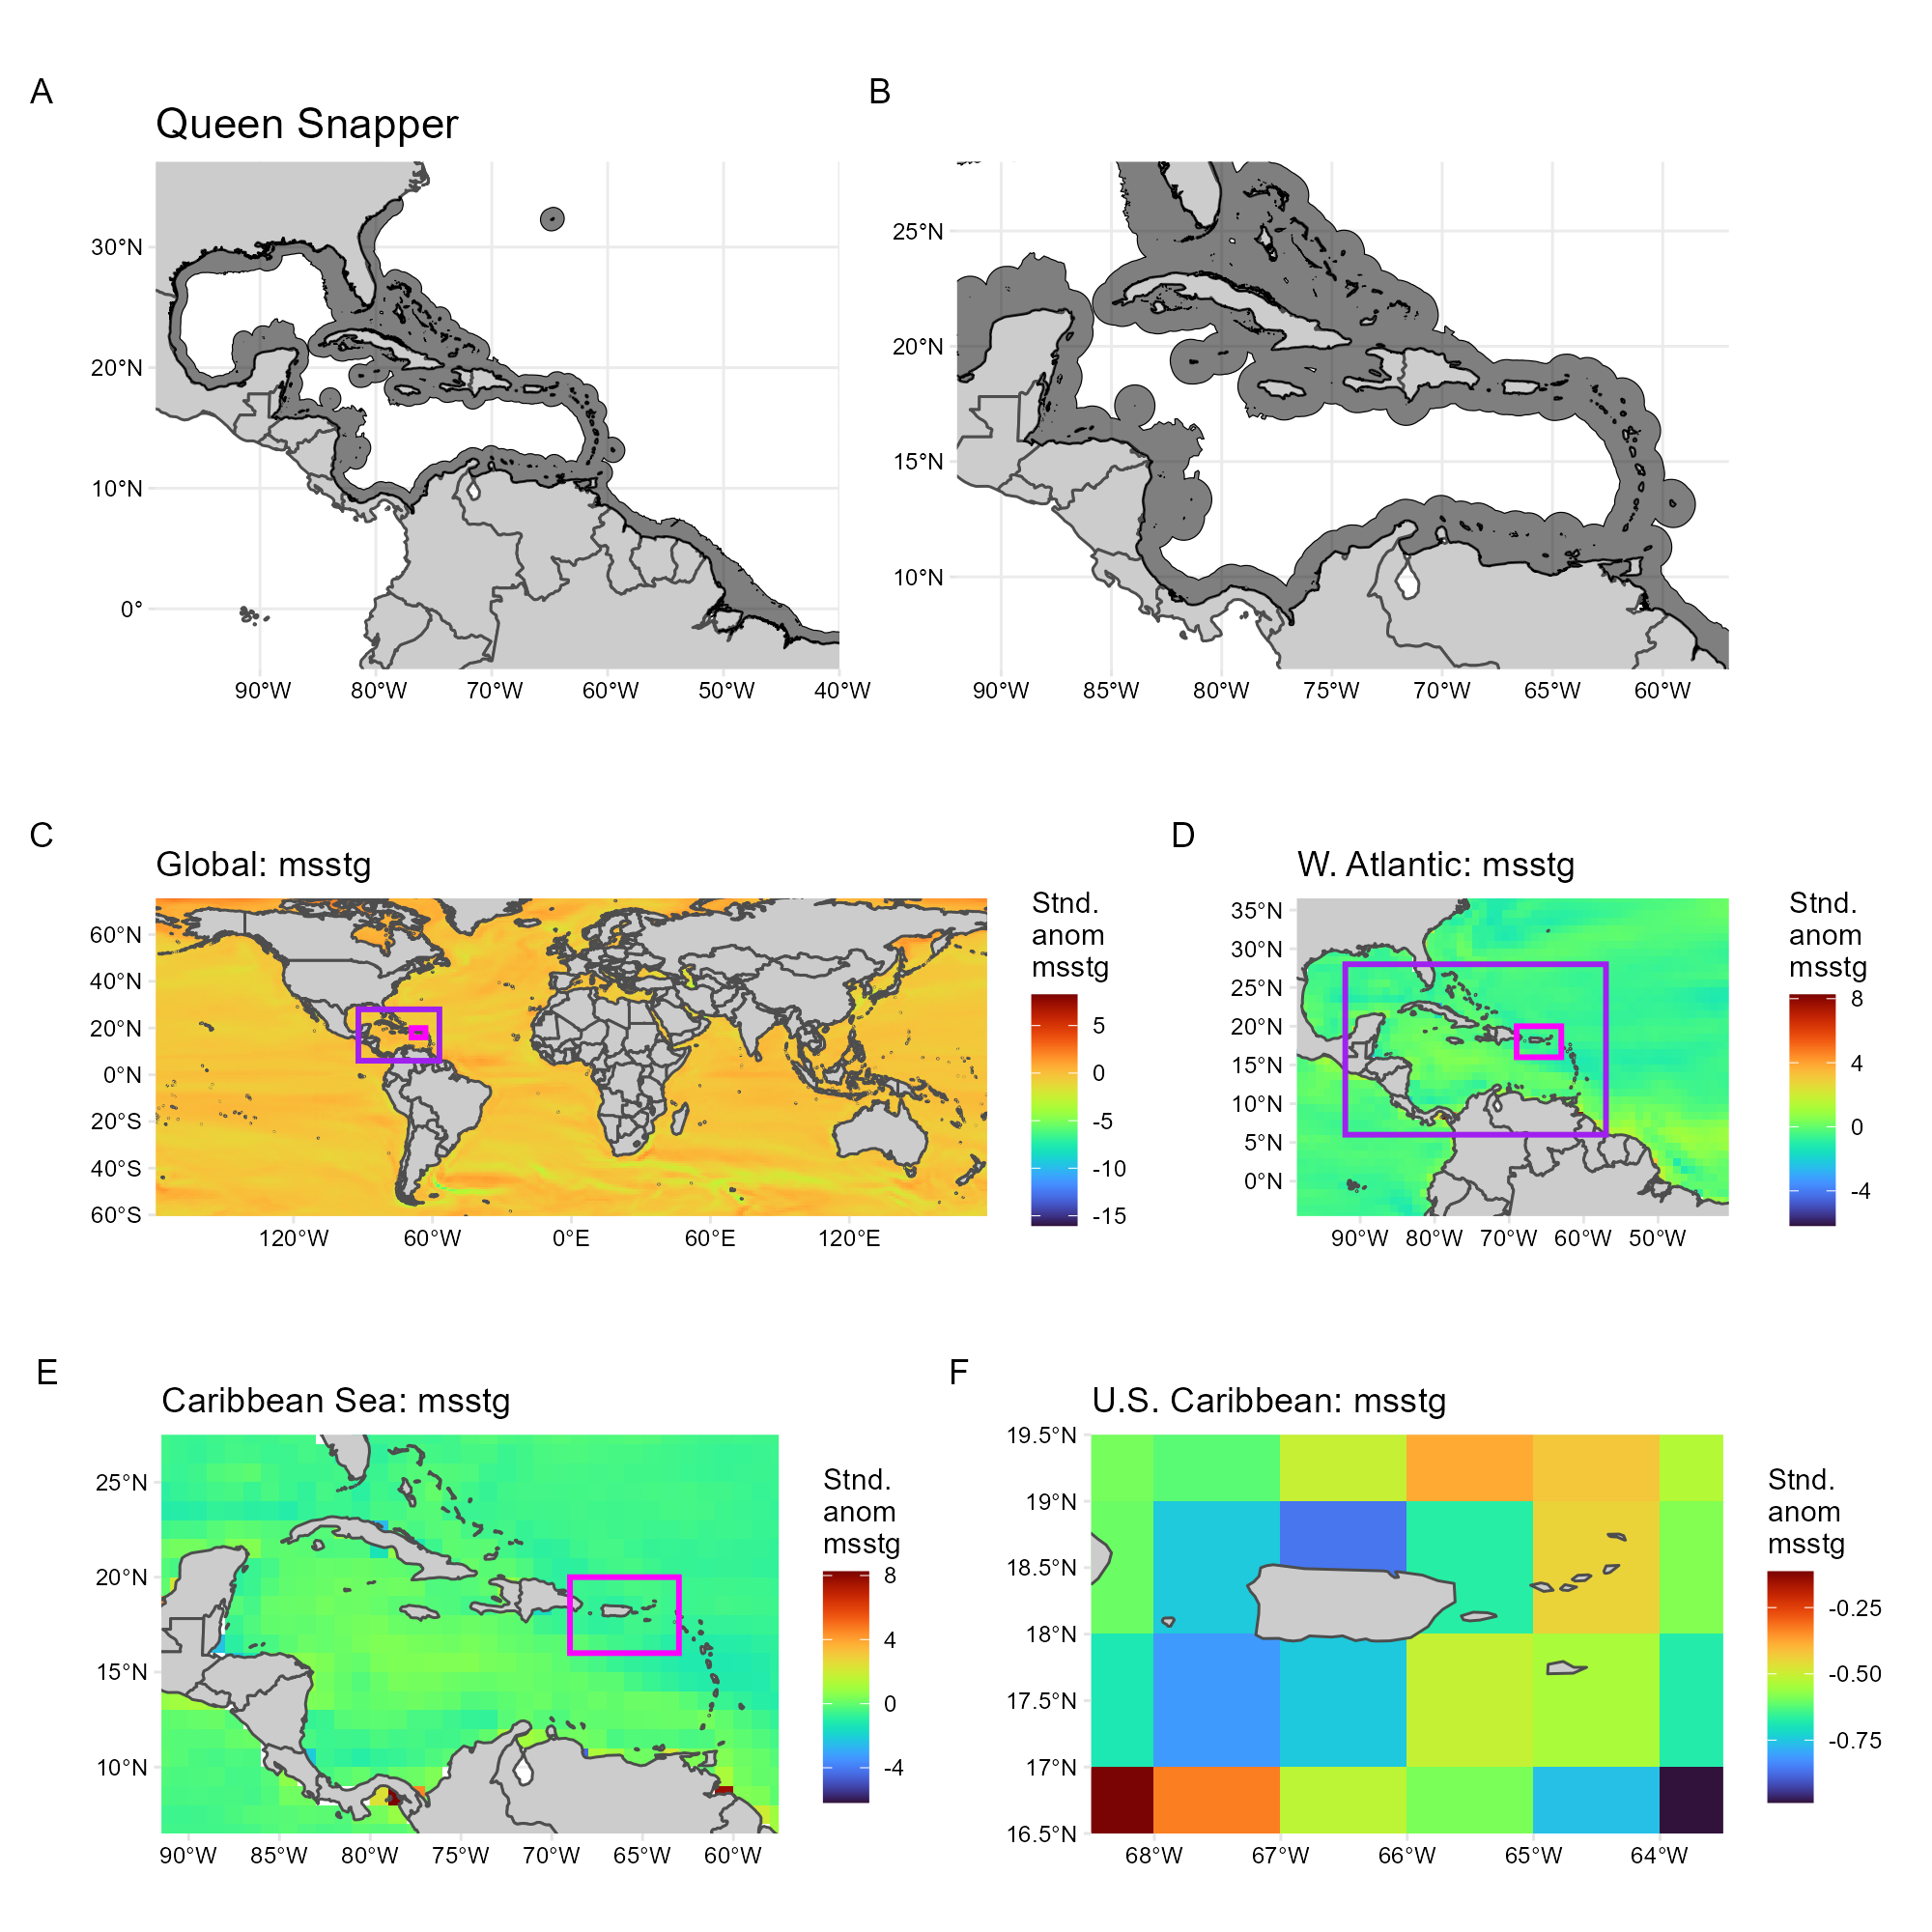 A
B
Queen Snapper
30°N
20°N
10°N
0°
90°W 80°W 70°W 60°W 50°W 40°W
25°N
20°N
15°N
10°N
90°W 85°W 80°W 75°W 70°W 65°W 60°W
C
Global: msstg
60°N
40°N
20°N
0°N
20°S
40°S
60°S
120°W 60°W 0°E 60°E 120°E
Stnd.
anom
msstg
5
0
-5
-10
-15
D
W. Atlantic: msstg
35°N
30°N
25°N
20°N
15°N
10°N
5°N
0°N
90°W 80°W 70°W 60°W 50°W
Stnd.
anom
msstg
8
4
0
-4
E
Caribbean Sea: msstg
25°N
20°N
15°N
10°N
90°W 85°W 80°W 75°W 70°W 65°W 60°W
Stnd.
anom
msstg
8
4
0
-4
F
U.S. Caribbean: msstg
19.5°N
19°N
18.5°N
18°N
17.5°N
17°N
16.5°N
68°W 67°W 66°W 65°W 64°W
Stnd.
anom
msstg
-0.25
-0.50
-0.75